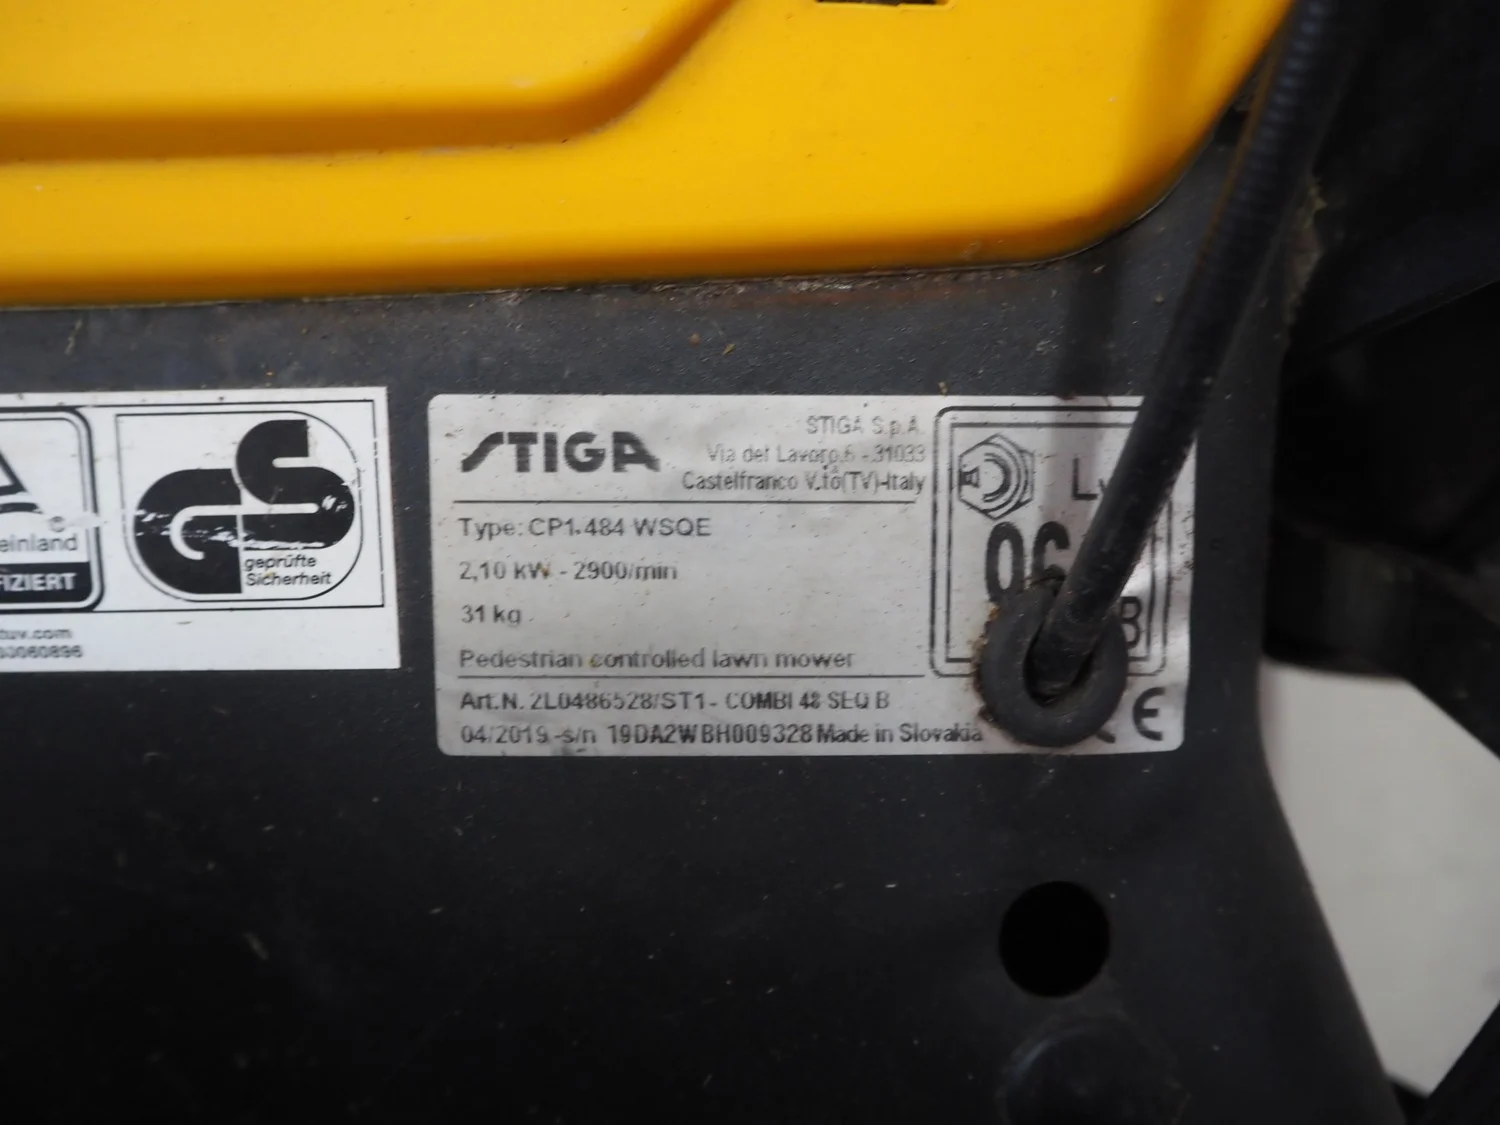 einland
FIZIERT
tuv.com
geprüfte
Sicherheit
STIGA
STIGA S.p.A.
Via del Lavoro,6 - 31033
Castelfranco V.to(TV)-Italy
Type: CP1 484 WSQE
2,10 kW - 2900/min
31 kg
Pedestrian controlled lawn mower
Art.N. 2L0486528/ST1 - COMBI 48 SEQ B
04/2019 -s/n 19DA2WBH009328 Made in Slovakia
CE